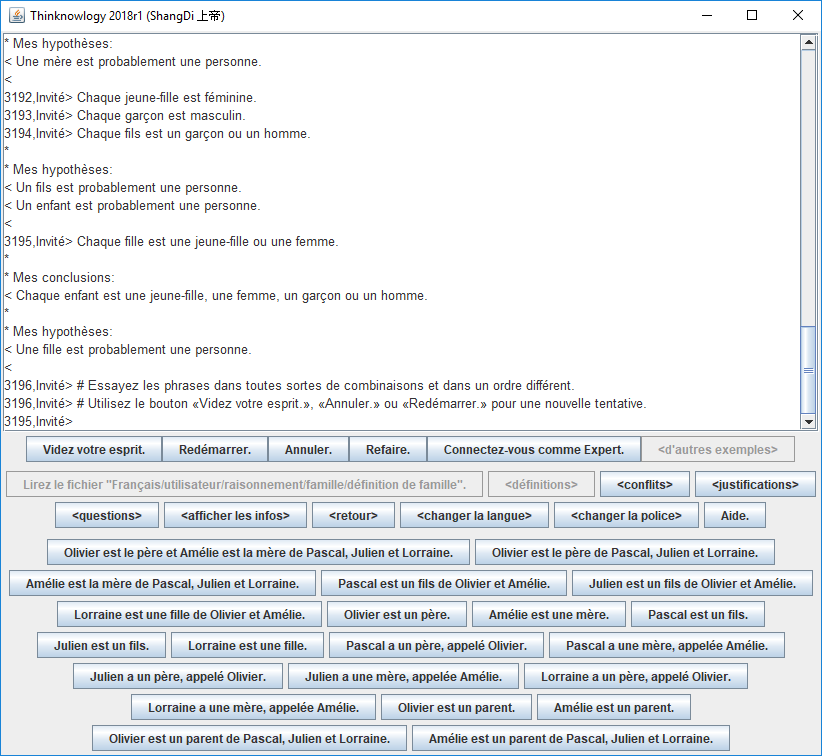 Thinknowlogy 2018r1 (ShangDi 上帝)
* Mes hypothèses:
< Une mère est probablement une personne.
<
3192,Invité> Chaque jeune-fille est féminine.
3193,Invité> Chaque garçon est masculin.
3194,Invité> Chaque fils est un garçon ou un homme.
*
* Mes hypothèses:
< Un fils est probablement une personne.
< Un enfant est probablement une personne.
<
3195,Invité> Chaque fille est une jeune-fille ou une femme.
*
* Mes conclusions:
< Chaque enfant est une jeune-fille, une femme, un garçon ou un homme.
*
* Mes hypothèses:
< Une fille est probablement une personne.
<
3196,Invité> # Essayez les phrases dans toutes sortes de combinaisons et dans un ordre différent.
3196,Invité> # Utilisez le bouton «Videz votre esprit.», «Annuler.» ou «Redémarrer.» pour une nouvelle tentative.
3195,Invité>
Videz votre esprit. Redémarrer. Annuler. Refaire. Connectez-vous comme Expert. <d'autres exemples>
Lirez le fichier "Français/utilisateur/raisonnement/famille/définition de famille". <définitions> <conflits> <justifications>
<questions> <afficher les infos> <retour> <changer la langue> <changer la police> Aide.
Olivier est le père et Amélie est la mère de Pascal, Julien et Lorraine. Olivier est le père de Pascal, Julien et Lorraine.
Amélie est la mère de Pascal, Julien et Lorraine. Pascal est un fils de Olivier et Amélie. Julien est un fils de Olivier et Amélie.
Lorraine est une fille de Olivier et Amélie. Olivier est un père. Amélie est une mère. Pascal est un fils.
Julien est un fils. Lorraine est une fille. Pascal a un père, appelé Olivier. Pascal a une mère, appelée Amélie.
Julien a un père, appelé Olivier. Julien a une mère, appelée Amélie. Lorraine a un père, appelé Olivier.
Lorraine a une mère, appelée Amélie. Olivier est un parent. Amélie est un parent.
Olivier est un parent de Pascal, Julien et Lorraine. Amélie est un parent de Pascal, Julien et Lorraine.